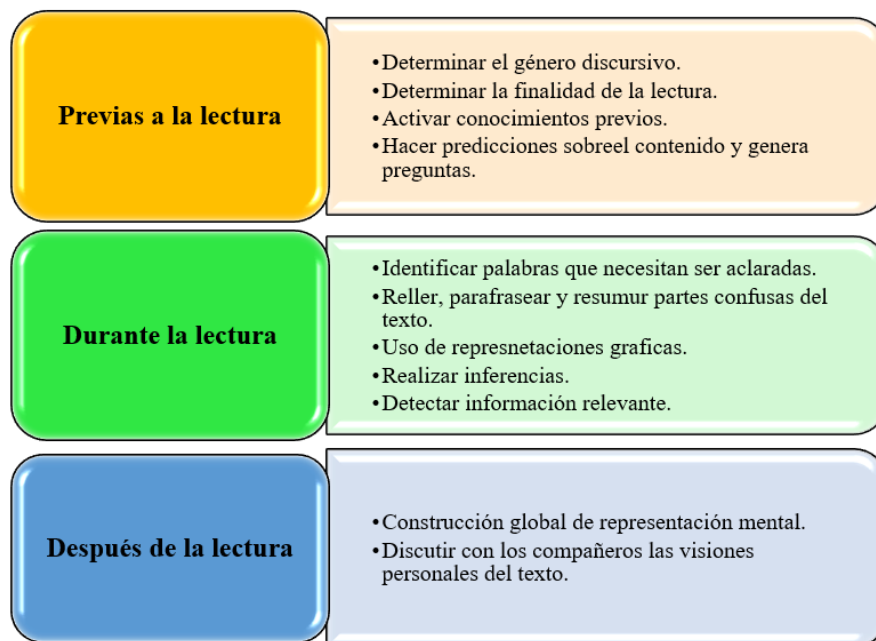 Previas a la lectura
•Determinar el género discursivo.
•Determinar la finalidad de la lectura.
•Activar conocimientos previos.
•Hacer predicciones sobreel contenido y genera
preguntas.
Durante la lectura
•Identificar palabras que necesitan ser aclaradas.
•Reller, parafrasear y resumur partes confusas del
texto.
•Uso de represnetaciones graficas.
•Realizar inferencias.
•Detectar información relevante.
Después de la lectura
•Construcción global de representación mental.
•Discutir con los compañeros las visiones
personales del texto.